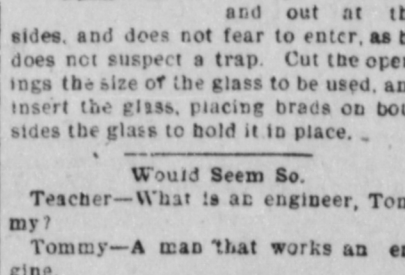 and out at th
sides, and does not fear to enter, as h
does not suspect a trap. Cut the open
ings the size of the glass to be used, an
insert the glass, placing brads on bot
sides the glass to hold it in place.
Would Seem So.
Teacher—What is an engineer, Tom
my?
Tommy—A man that works an en
gine.